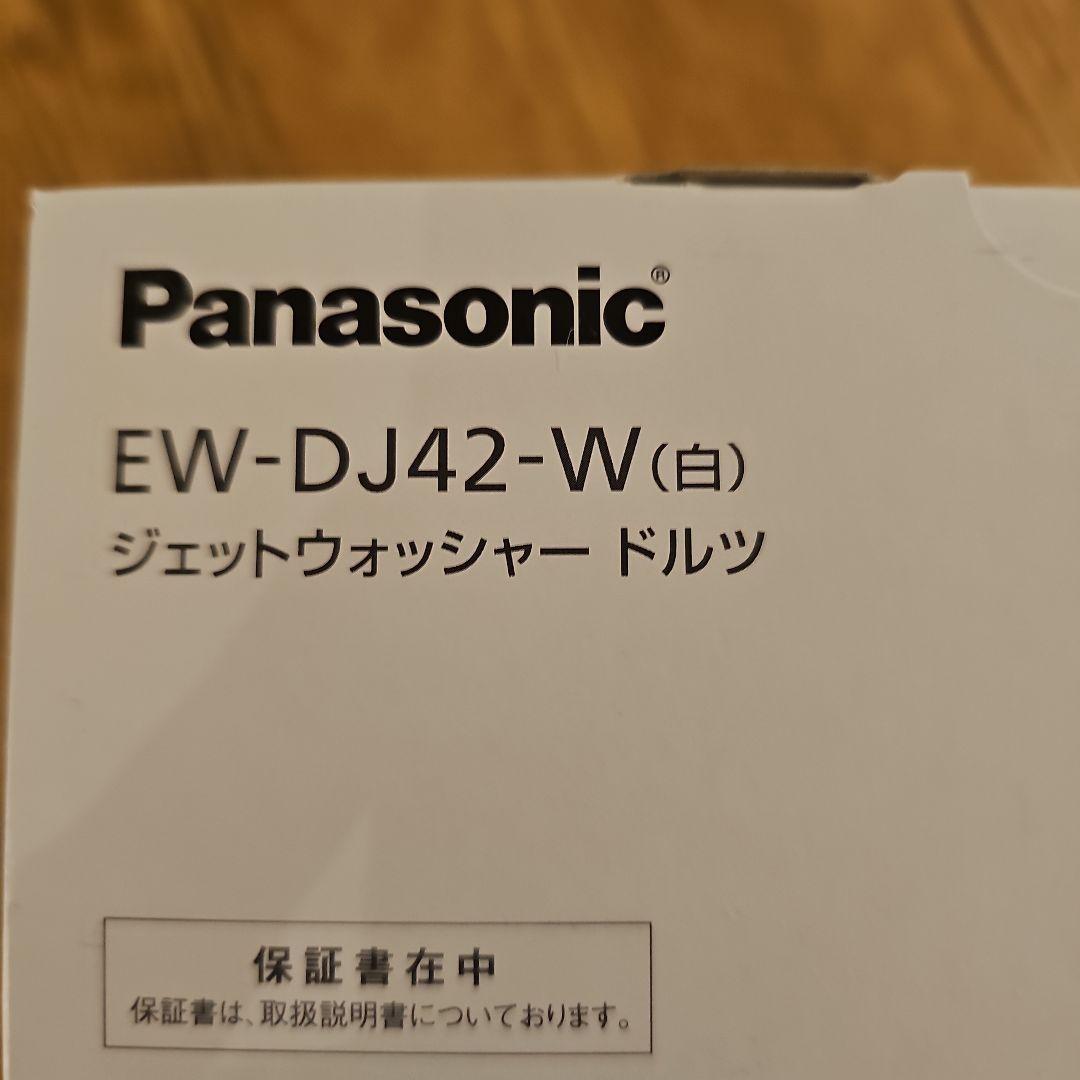 Panasonic®
EW-DJ42-W(白)
ジェットウォッシャー ドルツ
保証書在中
保証書は、取扱説明書についております。